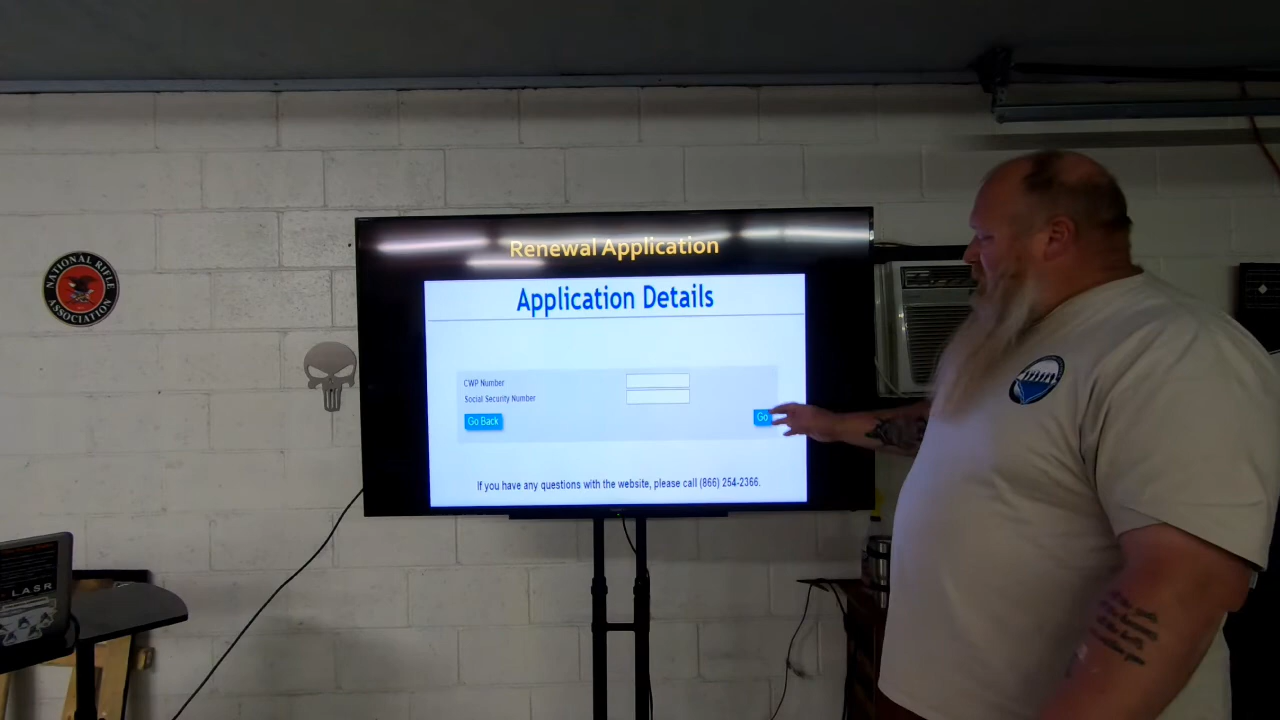 Renewal Application
Application Details
CWP Number
Social Security Number
Go Back
Go
If you have any questions with the website, please call (866) 254-2366.
NATIONAL RIFLE
ASSOCIATION
LASR